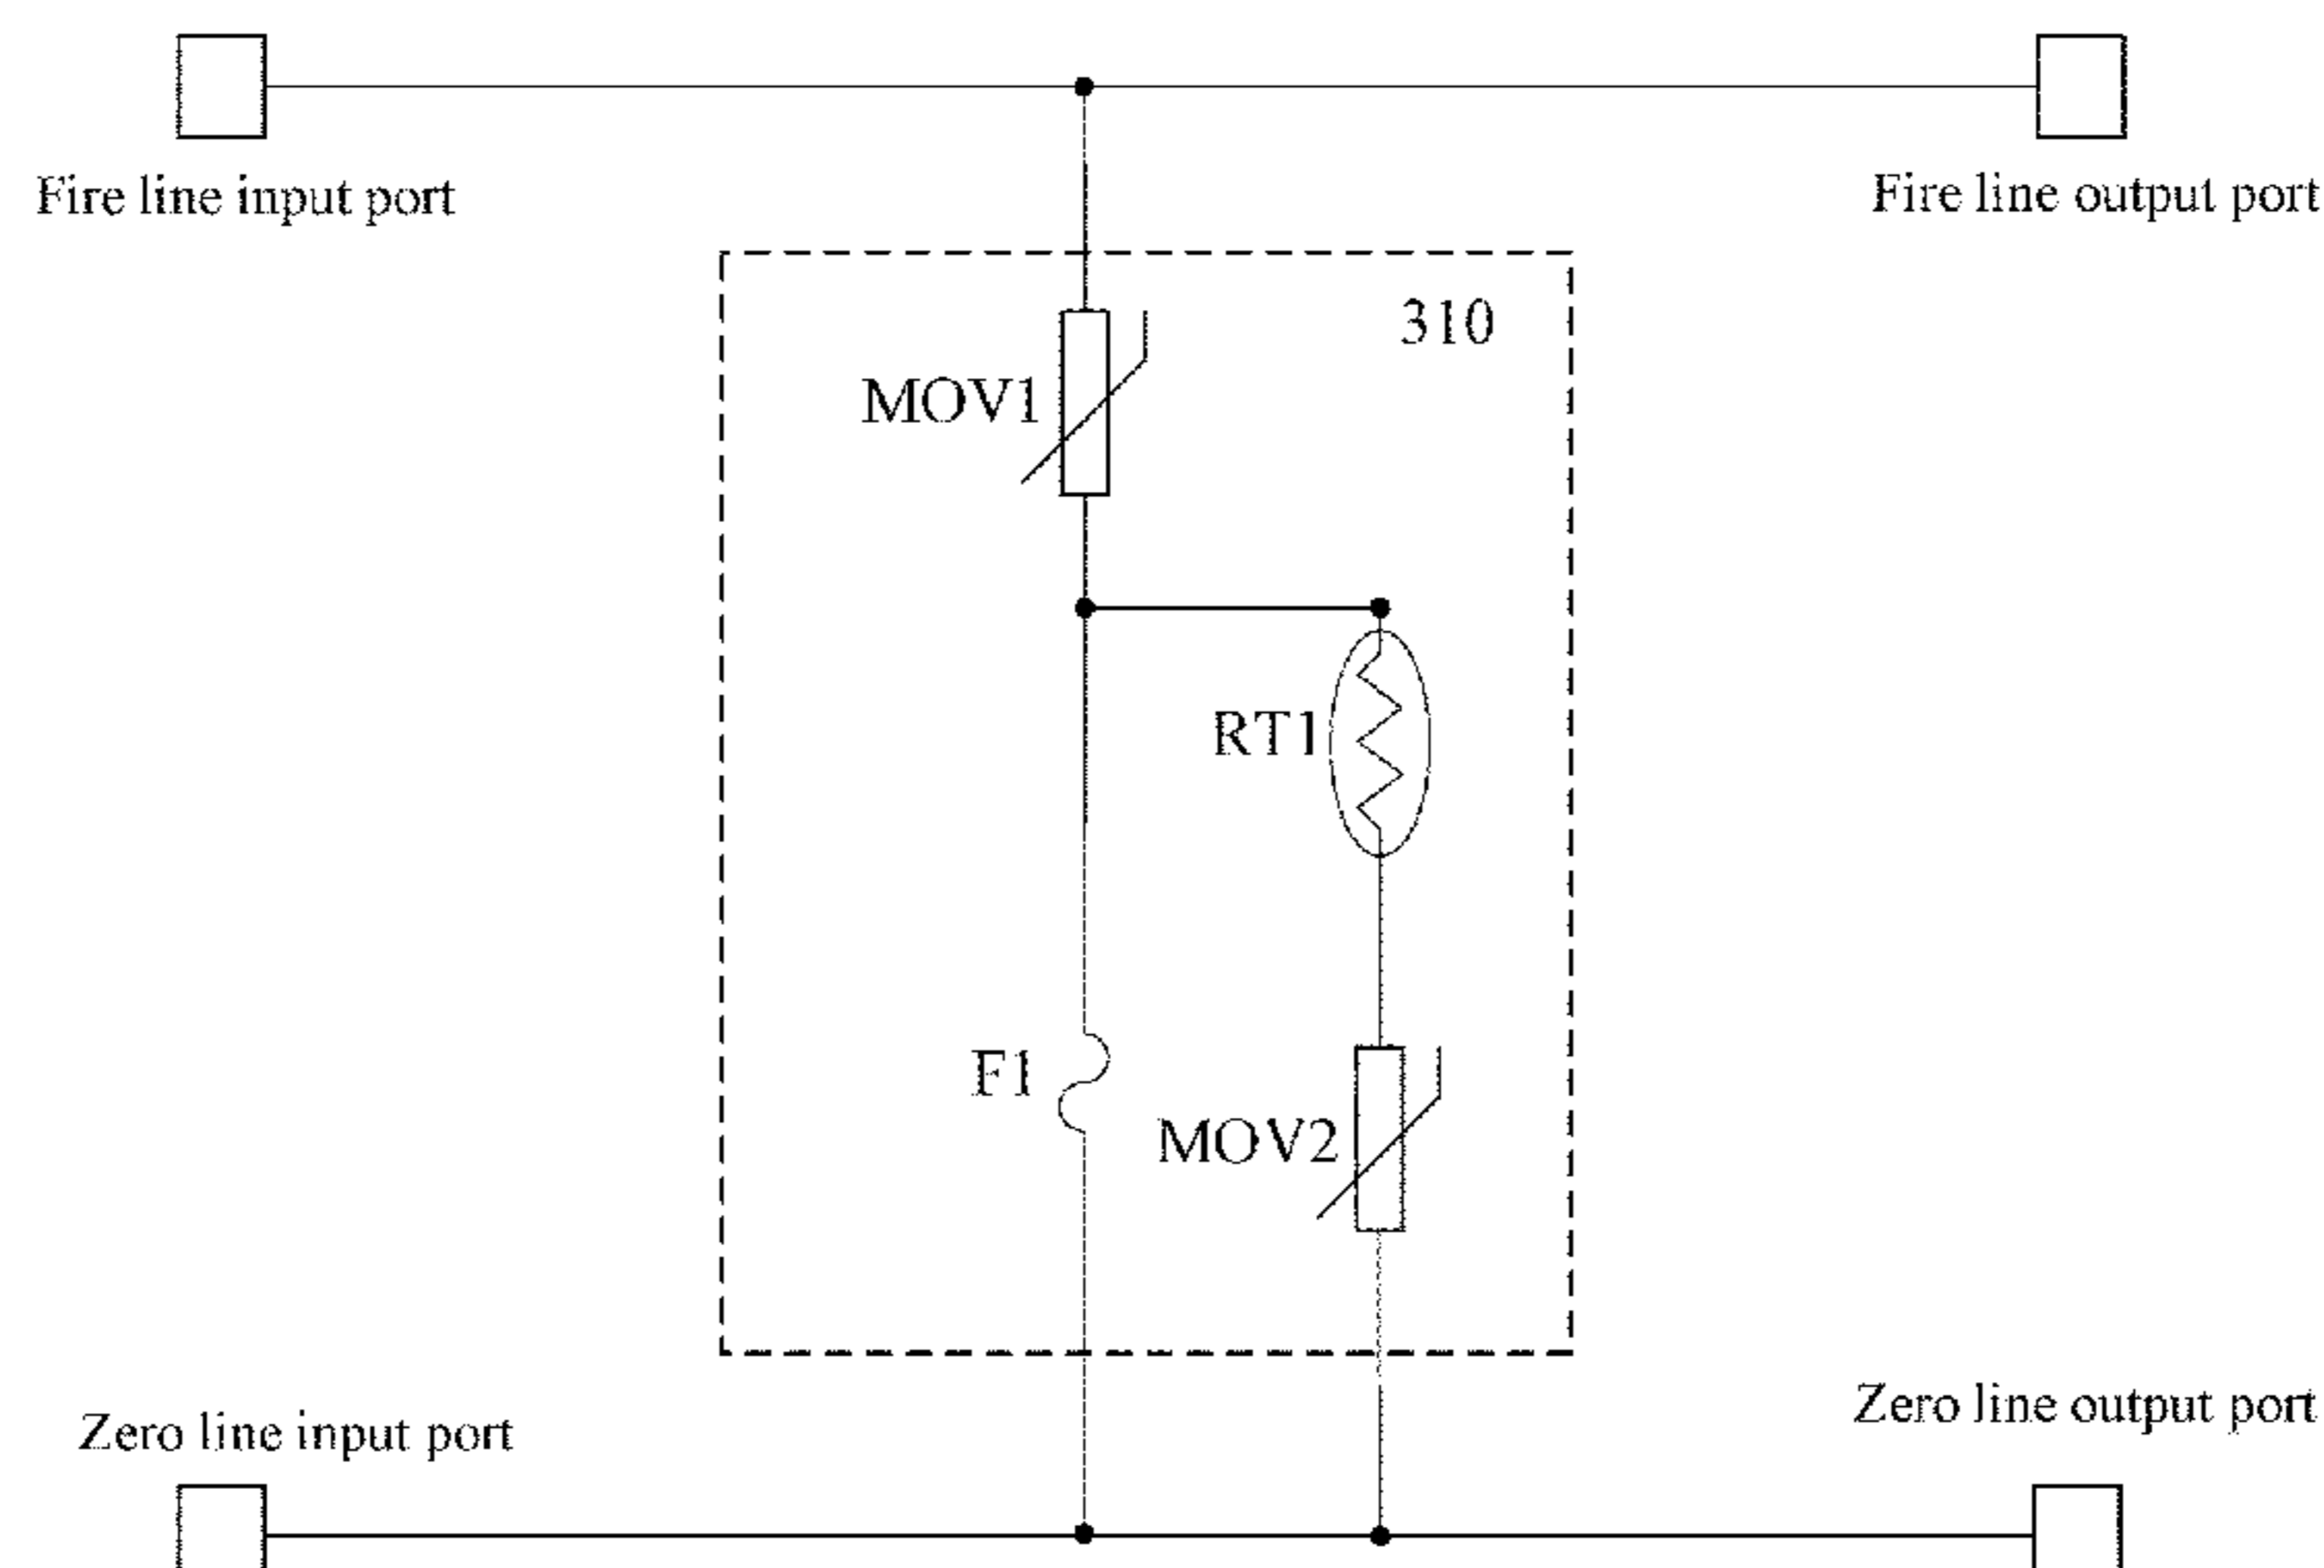 Fire line input port
Fire line output port
310
MOV1
RT1
F1
MOV2
Zero line input port
Zero line output port